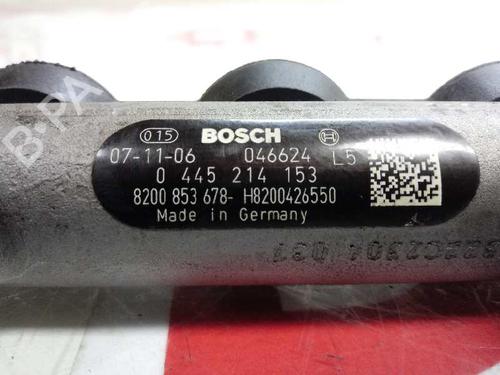 015 BOSCH
07-11-06 046624 L5
0 445 214 153
8200 853 678- H8200426550
Made in Germany
B-PA